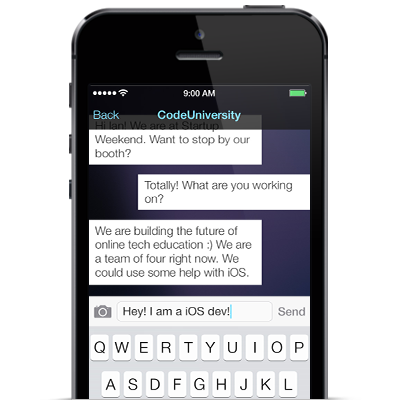 9:00 AM
Back CodeUniversity
Hi Ian! We are at Startup
Weekend. Want to stop by our
booth?
Totally! What are you working
on?
We are building the future of
online tech education :) We are
a team of four right now. We
could use some help with iOS.
Hey! I am a iOS dev! Send
Q W E R T Y U I O P
A S D F G H J K L